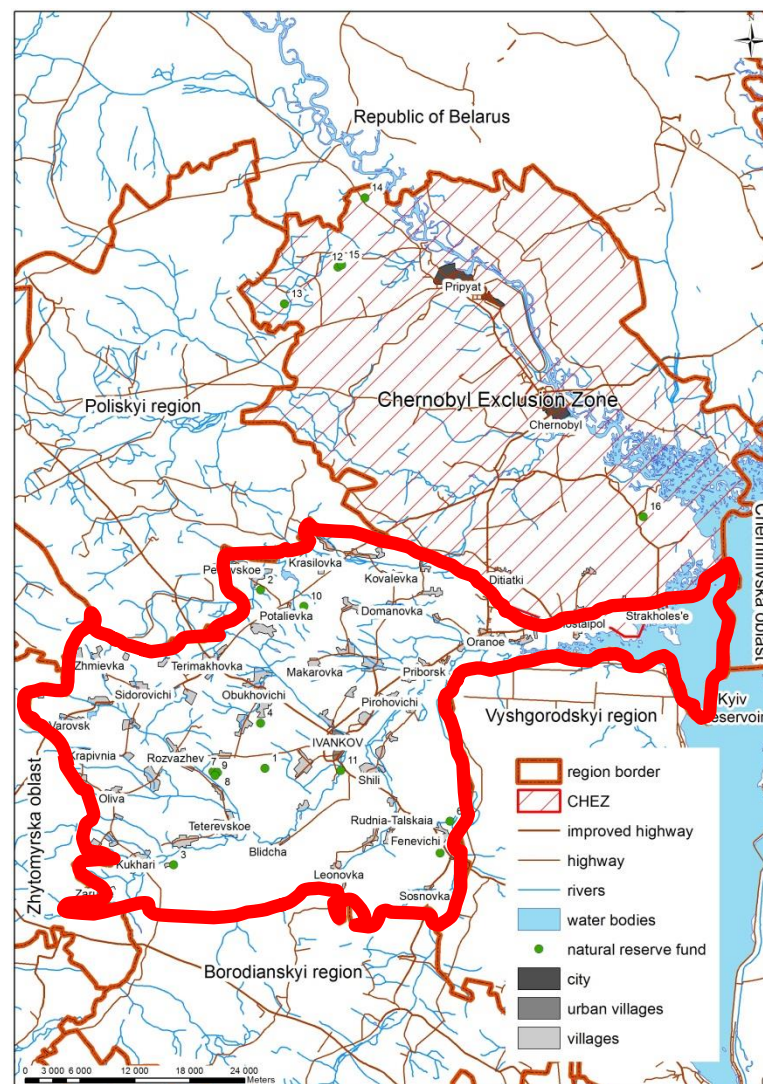 N
Republic of Belarus
14
12 15
13
Pripyat
Poliskyi region
Chernobyl Exclusion Zone
Chernobyl
16
Chernihivska oblast
Krasilovka
Kovalevka
Ditiatki
2
10
Potalievka
Domanovka
Strakholes'e
Oranoe
Zhmievka
Terimakhovka
Makarovka
Priborsk
Sidorovichi
Obukhovichi
Pirohovichi
Kyiv
Vyshgorodskyi region
4
Varovsk
IVANKOV
Krapivnia
Rozvazhev
7 9
8
1
11
Shili
Oliva
Teterevskoe
Rudnia-Talskaia
Fenevichi
Blidcha
Kukhari
3
Leonovka
Sosnovka
Zhytomyrska oblast
Borodianskyi region
region border
CHEZ
improved highway
highway
rivers
water bodies
natural reserve fund
city
urban villages
villages
0 3 000 6 000 12 000 18 000 24 000
Meters